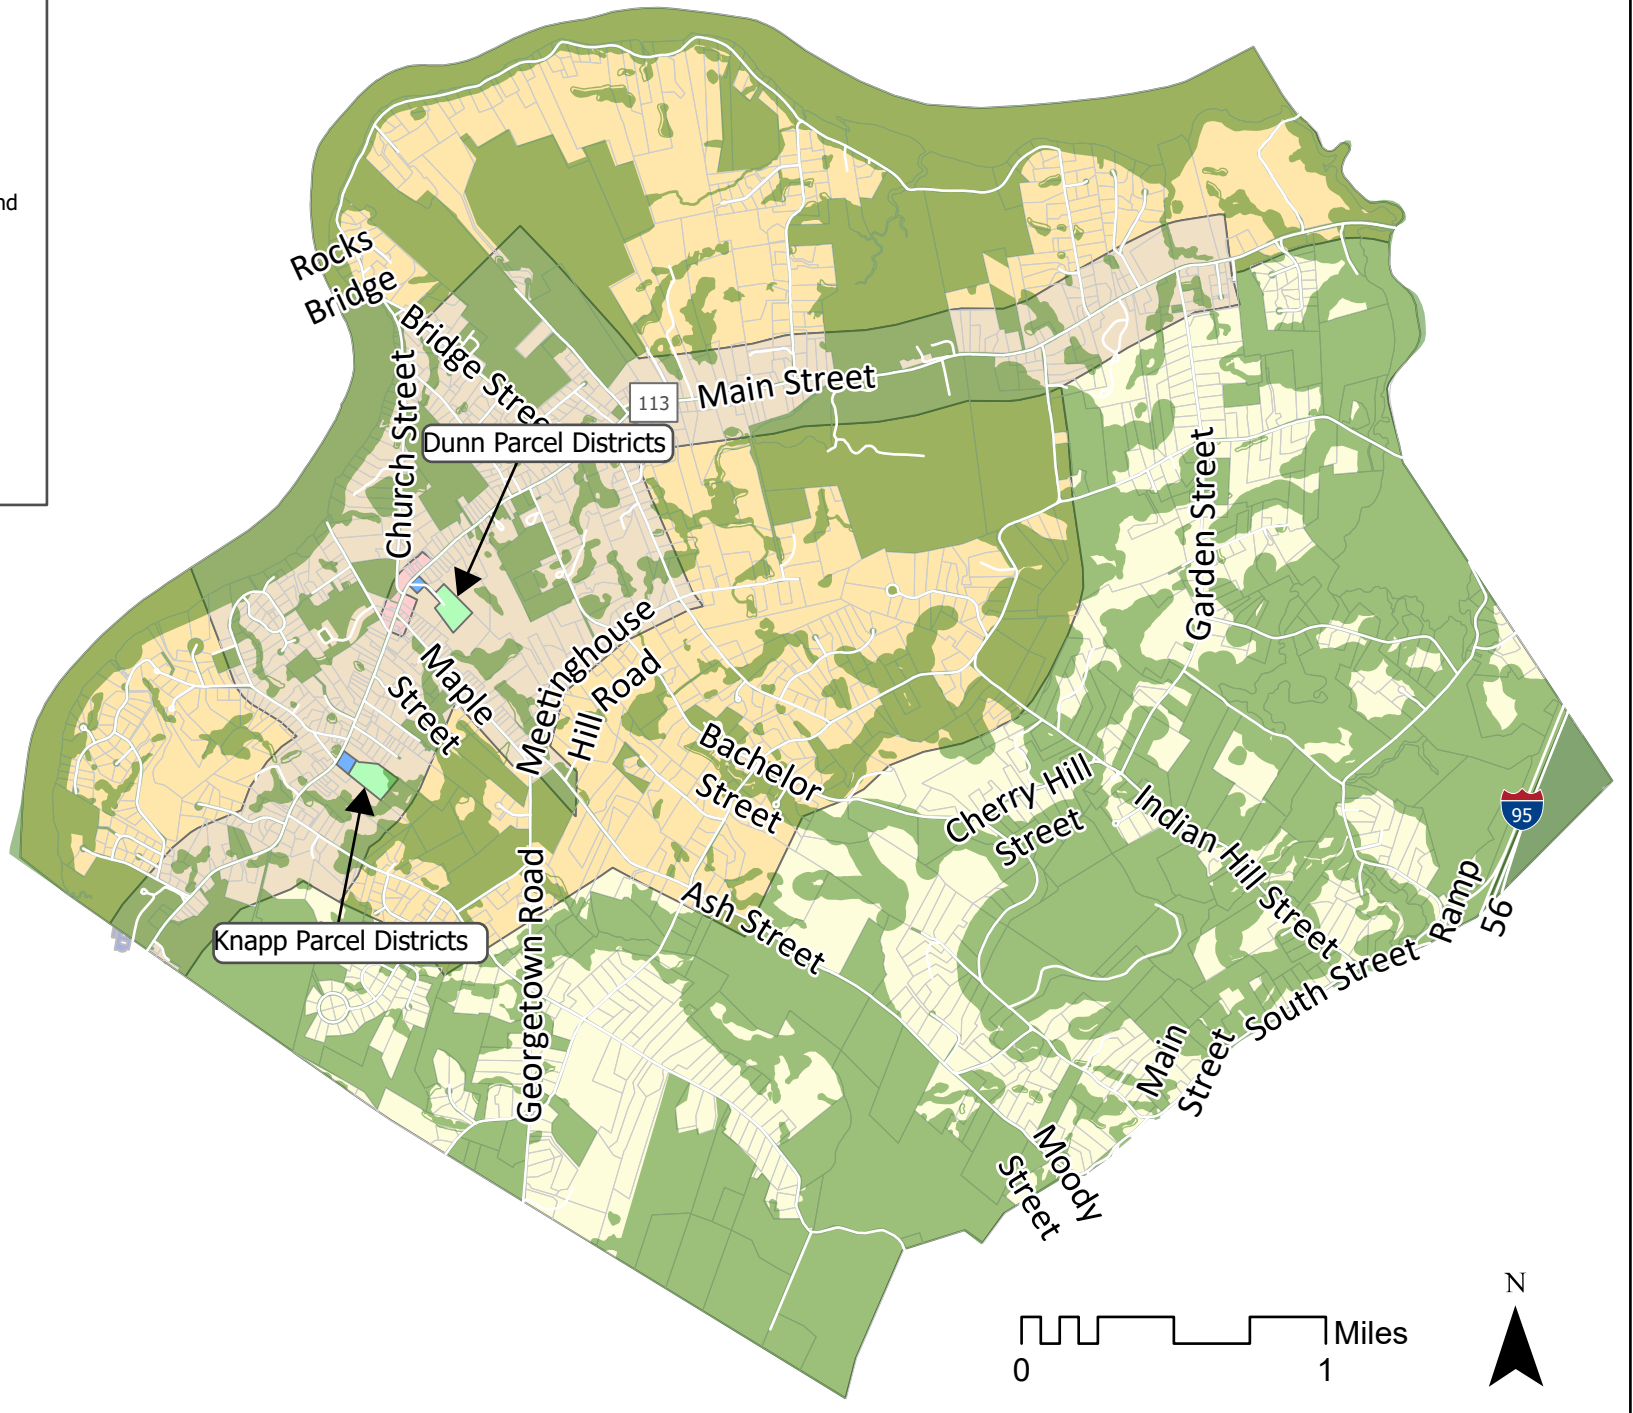 nd
Rocks
Bridge
Bridge Stree
Church Street
113
Main Street
Dunn Parcel Districts
Garden Street
Maple
Street
Meetinghouse
Hill Road
Bachelor
Street
Cherry Hill
Street
Indian Hill Street
95
Ash Street
Knapp Parcel Districts
Georgetown Road
Ramp
56
South Street
Main
Street
Moody
Street
N
Miles
0
1